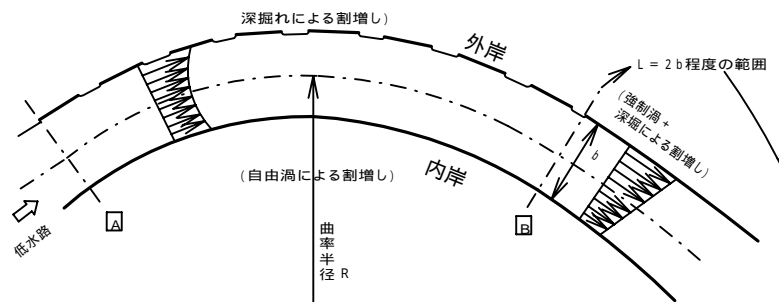 深掘れによる割増し)
外岸
L = 2b程度の範囲
(強制渦+
深掘による割増し)
b
(自由渦による割増し)
内岸
低水路
A
B
曲率半径 R